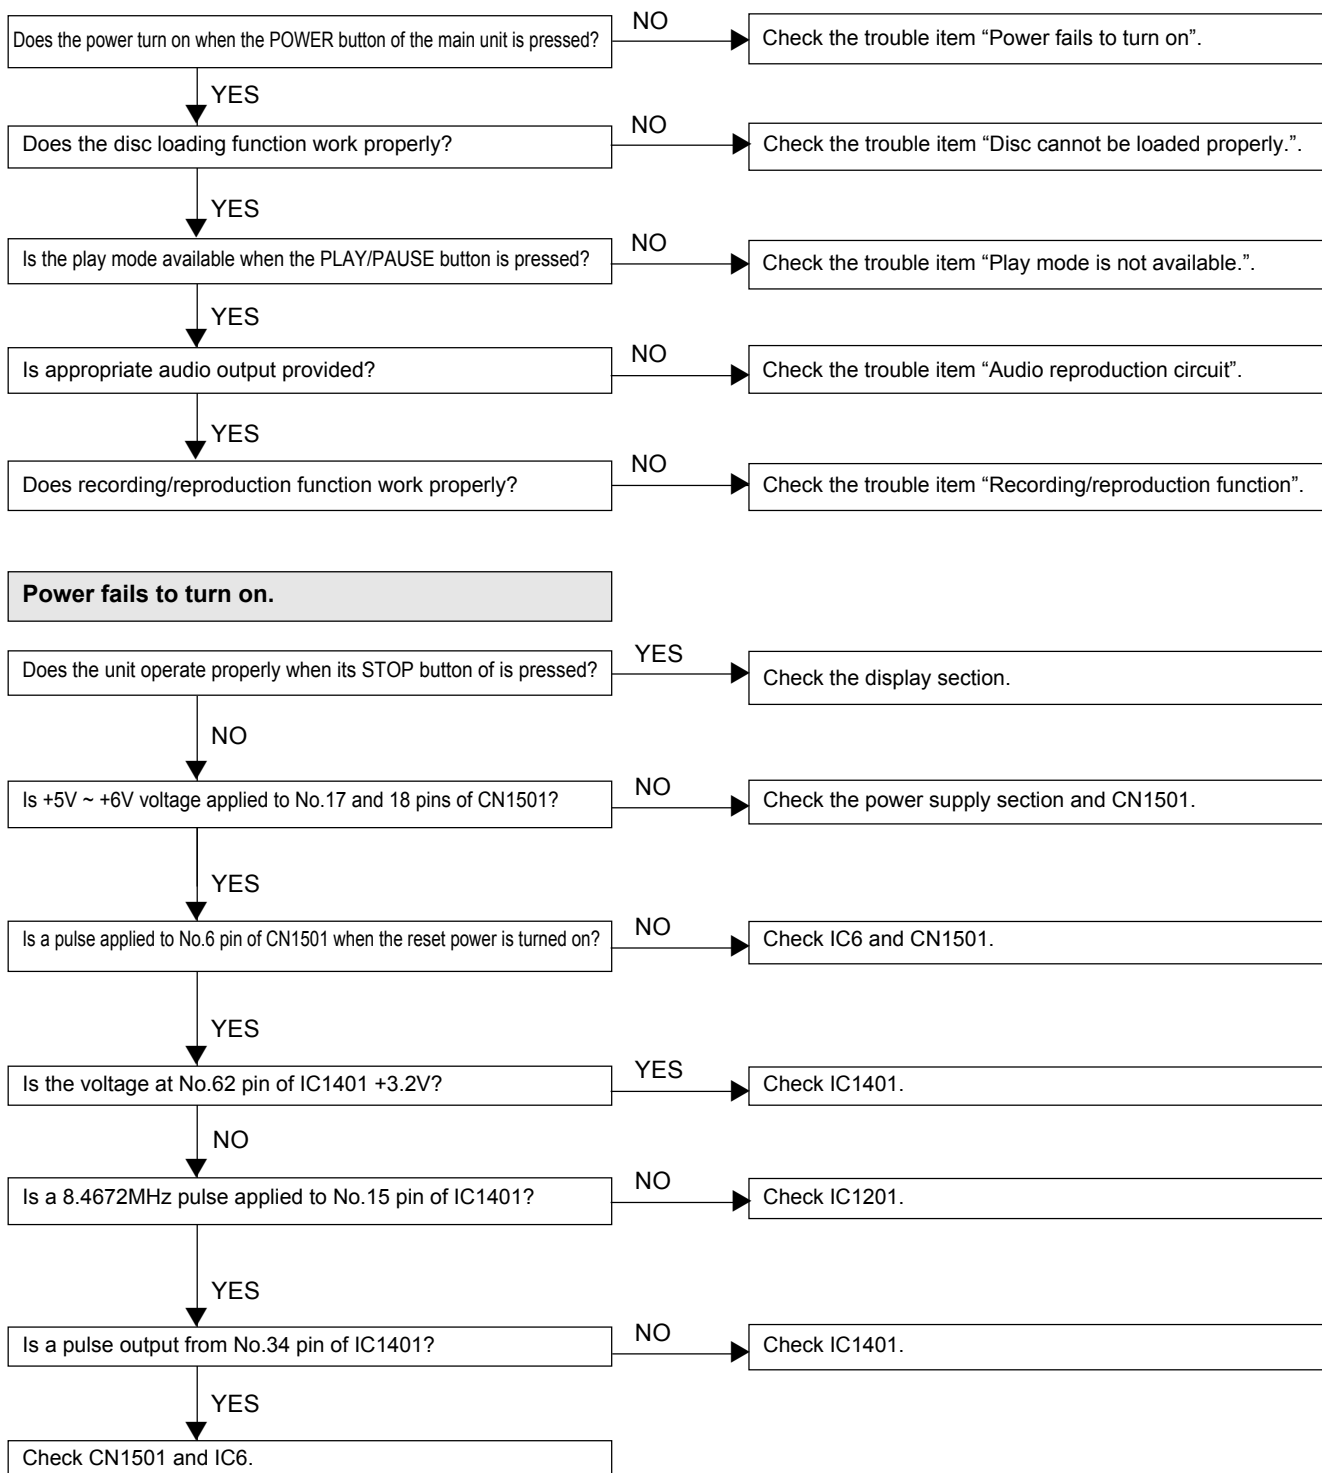 Does the power turn on when the POWER button of the main unit is pressed?
NO
Check the trouble item “Power fails to turn on”.
YES
Does the disc loading function work properly?
NO
Check the trouble item “Disc cannot be loaded properly.”.
YES
Is the play mode available when the PLAY/PAUSE button is pressed?
NO
Check the trouble item “Play mode is not available.”.
YES
Is appropriate audio output provided?
NO
Check the trouble item “Audio reproduction circuit”.
YES
Does recording/reproduction function work properly?
NO
Check the trouble item “Recording/reproduction function”.
Power fails to turn on.
Does the unit operate properly when its STOP button of is pressed?
YES
Check the display section.
NO
Is +5V ~ +6V voltage applied to No.17 and 18 pins of CN1501?
NO
Check the power supply section and CN1501.
YES
Is a pulse applied to No.6 pin of CN1501 when the reset power is turned on?
NO
Check IC6 and CN1501.
YES
Is the voltage at No.62 pin of IC1401 +3.2V?
YES
Check IC1401.
NO
Is a 8.4672MHz pulse applied to No.15 pin of IC1401?
NO
Check IC1201.
YES
Is a pulse output from No.34 pin of IC1401?
NO
Check IC1401.
YES
Check CN1501 and IC6.